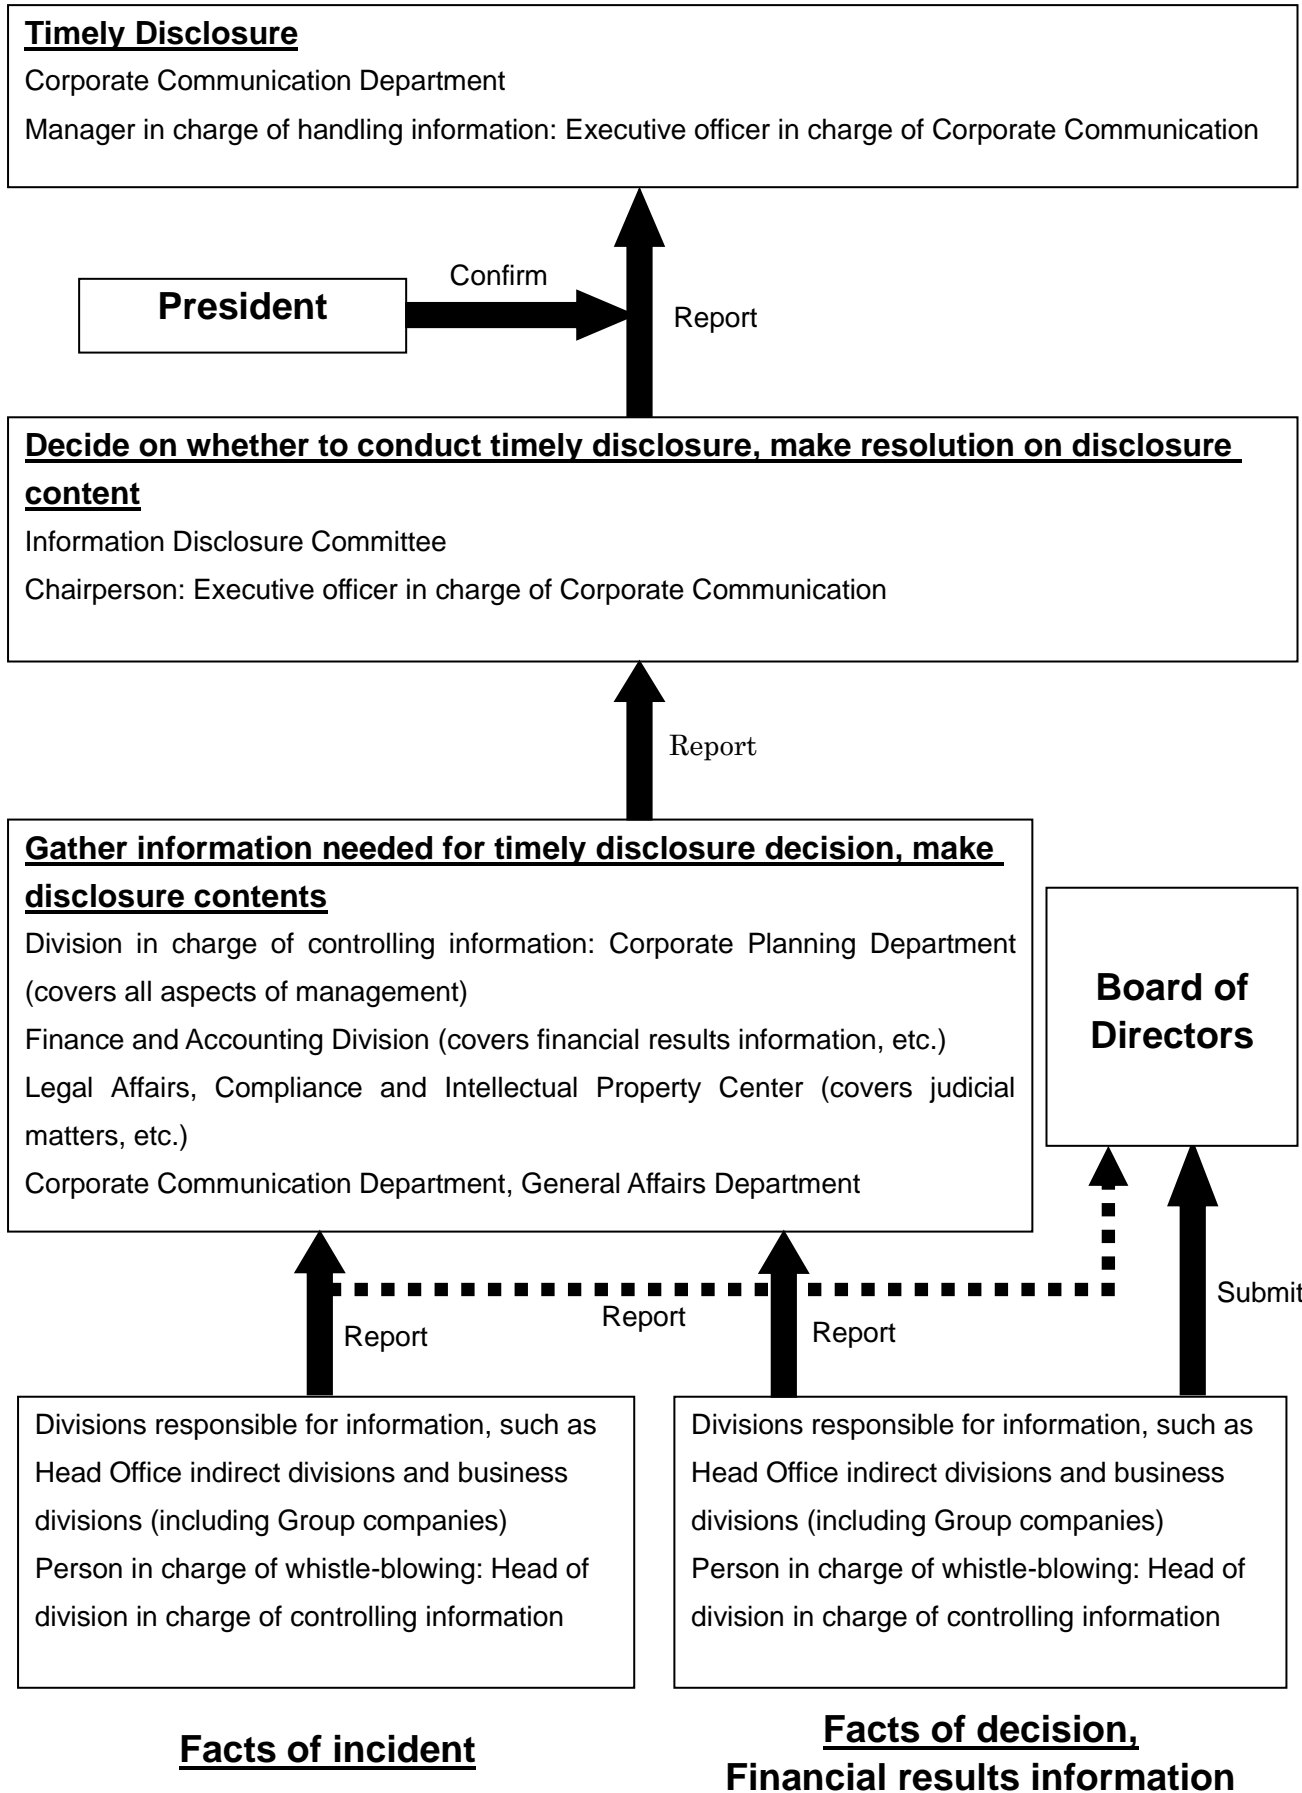 Timely Disclosure
Corporate Communication Department
Manager in charge of handling information: Executive officer in charge of Corporate Communication
Confirm
President
Report
Decide on whether to conduct timely disclosure, make resolution on disclosure
content
Information Disclosure Committee
Chairperson: Executive officer in charge of Corporate Communication
Report
Gather information needed for timely disclosure decision, make
disclosure contents
Division in charge of controlling information: Corporate Planning Department
(covers all aspects of management)
Finance and Accounting Division (covers financial results information, etc.)
Legal Affairs, Compliance and Intellectual Property Center (covers judicial
matters, etc.)
Corporate Communication Department, General Affairs Department
Board of
Directors
Submit
Report
Report
Report
Divisions responsible for information, such as
Head Office indirect divisions and business
divisions (including Group companies)
Person in charge of whistle-blowing: Head of
division in charge of controlling information
Divisions responsible for information, such as
Head Office indirect divisions and business
divisions (including Group companies)
Person in charge of whistle-blowing: Head of
division in charge of controlling information
Facts of incident
Facts of decision,
Financial results information